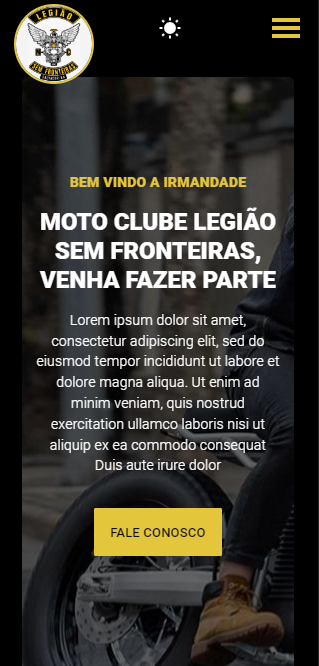 LEGIÃO
SEM FRONTEIRAS
BEM VINDO A IRMANDADE
MOTO CLUBE LEGIÃO
SEM FRONTEIRAS,
VENHA FAZER PARTE
Lorem ipsum dolor sit amet,
consectetur adipiscing elit, sed do
eiusmod tempor incididunt ut labore et
dolore magna aliqua. Ut enim ad
minim veniam, quis nostrud
exercitation ullamco laboris nisi ut
aliquip ex ea commodo consequat
Duis aute irure dolor
FALE CONOSCO